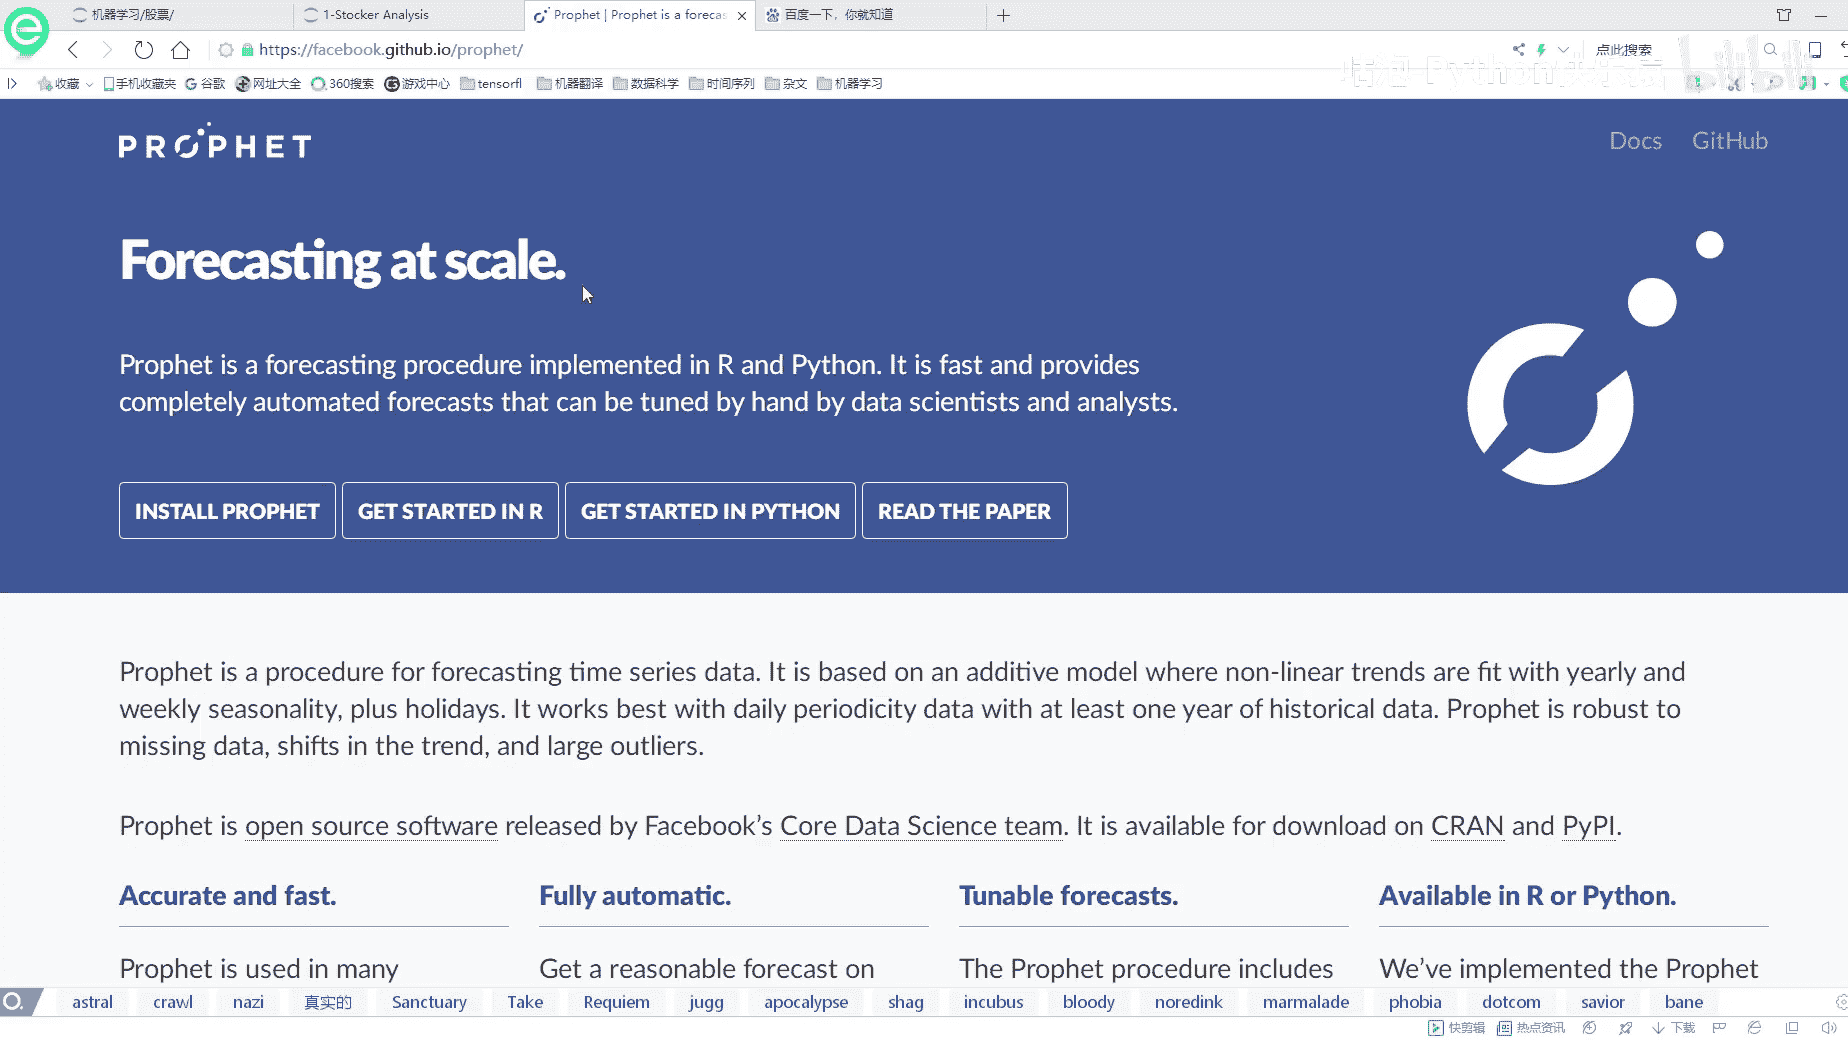 机器学习/股票/
1-Stocker Analysis
Prophet | Prophet is a forecas
百度一下，你就知道
https://facebook.github.io/prophet/
点此搜索
收藏 手机收藏夹 谷歌 网址大全 360搜索 游戏中心 tensorfl 机器翻译 数据科学 时间序列 杂文 机器学习
bilibili
PROPHET
Docs GitHub
Forecasting at scale.
Prophet is a forecasting procedure implemented in R and Python. It is fast and provides
completely automated forecasts that can be tuned by hand by data scientists and analysts.
INSTALL PROPHET GET STARTED IN R GET STARTED IN PYTHON READ THE PAPER
Prophet is a procedure for forecasting time series data. It is based on an additive model where non-linear trends are fit with yearly and
weekly seasonality, plus holidays. It works best with daily periodicity data with at least one year of historical data. Prophet is robust to
missing data, shifts in the trend, and large outliers.
Prophet is open source software released by Facebook’s Core Data Science team. It is available for download on CRAN and PyPI.
Accurate and fast. Fully automatic. Tunable forecasts. Available in R or Python.
Prophet is used in many Get a reasonable forecast on The Prophet procedure includes We’ve implemented the Prophet
astral crawl nazi 真实的 Sanctuary Take Requiem jugg apocalypse shag incubus bloody noredink marmalade phobia dotcom savior bane
快剪辑 热点资讯 下载